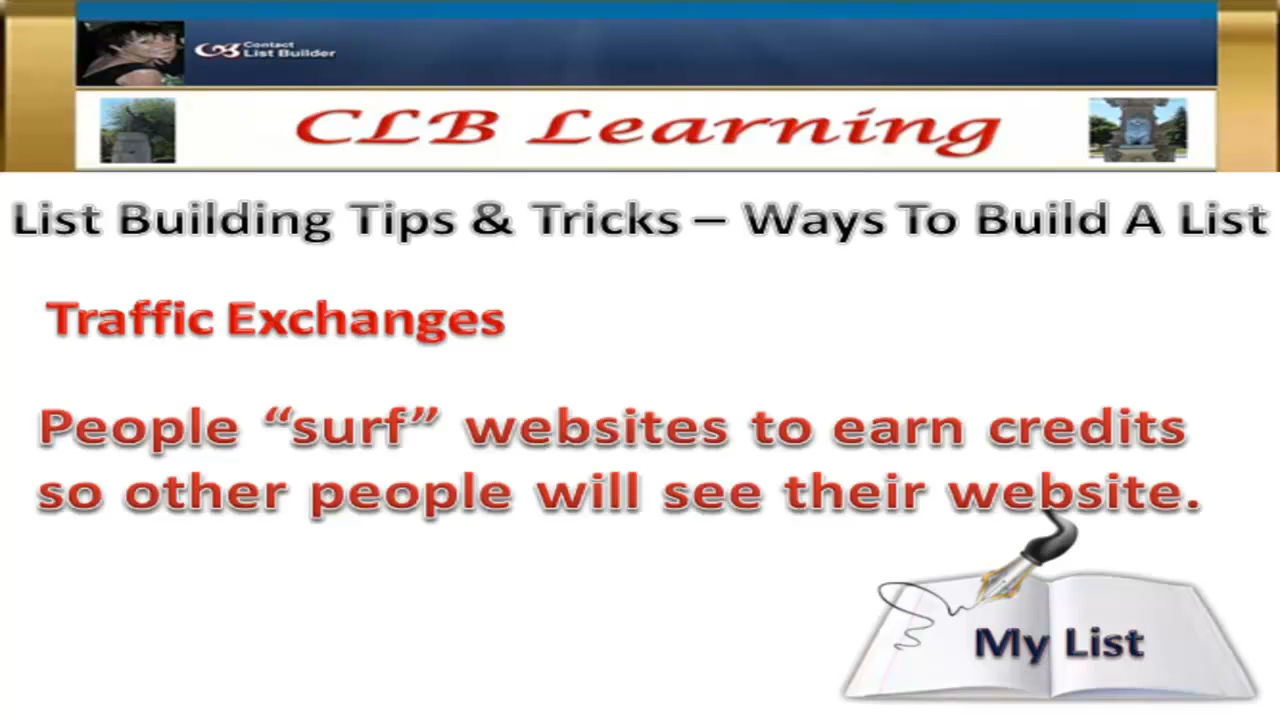 Contact
List Builder
CLB Learning
List Building Tips & Tricks – Ways To Build A List
Traffic Exchanges
People “surf” websites to earn credits
so other people will see their website.
My List